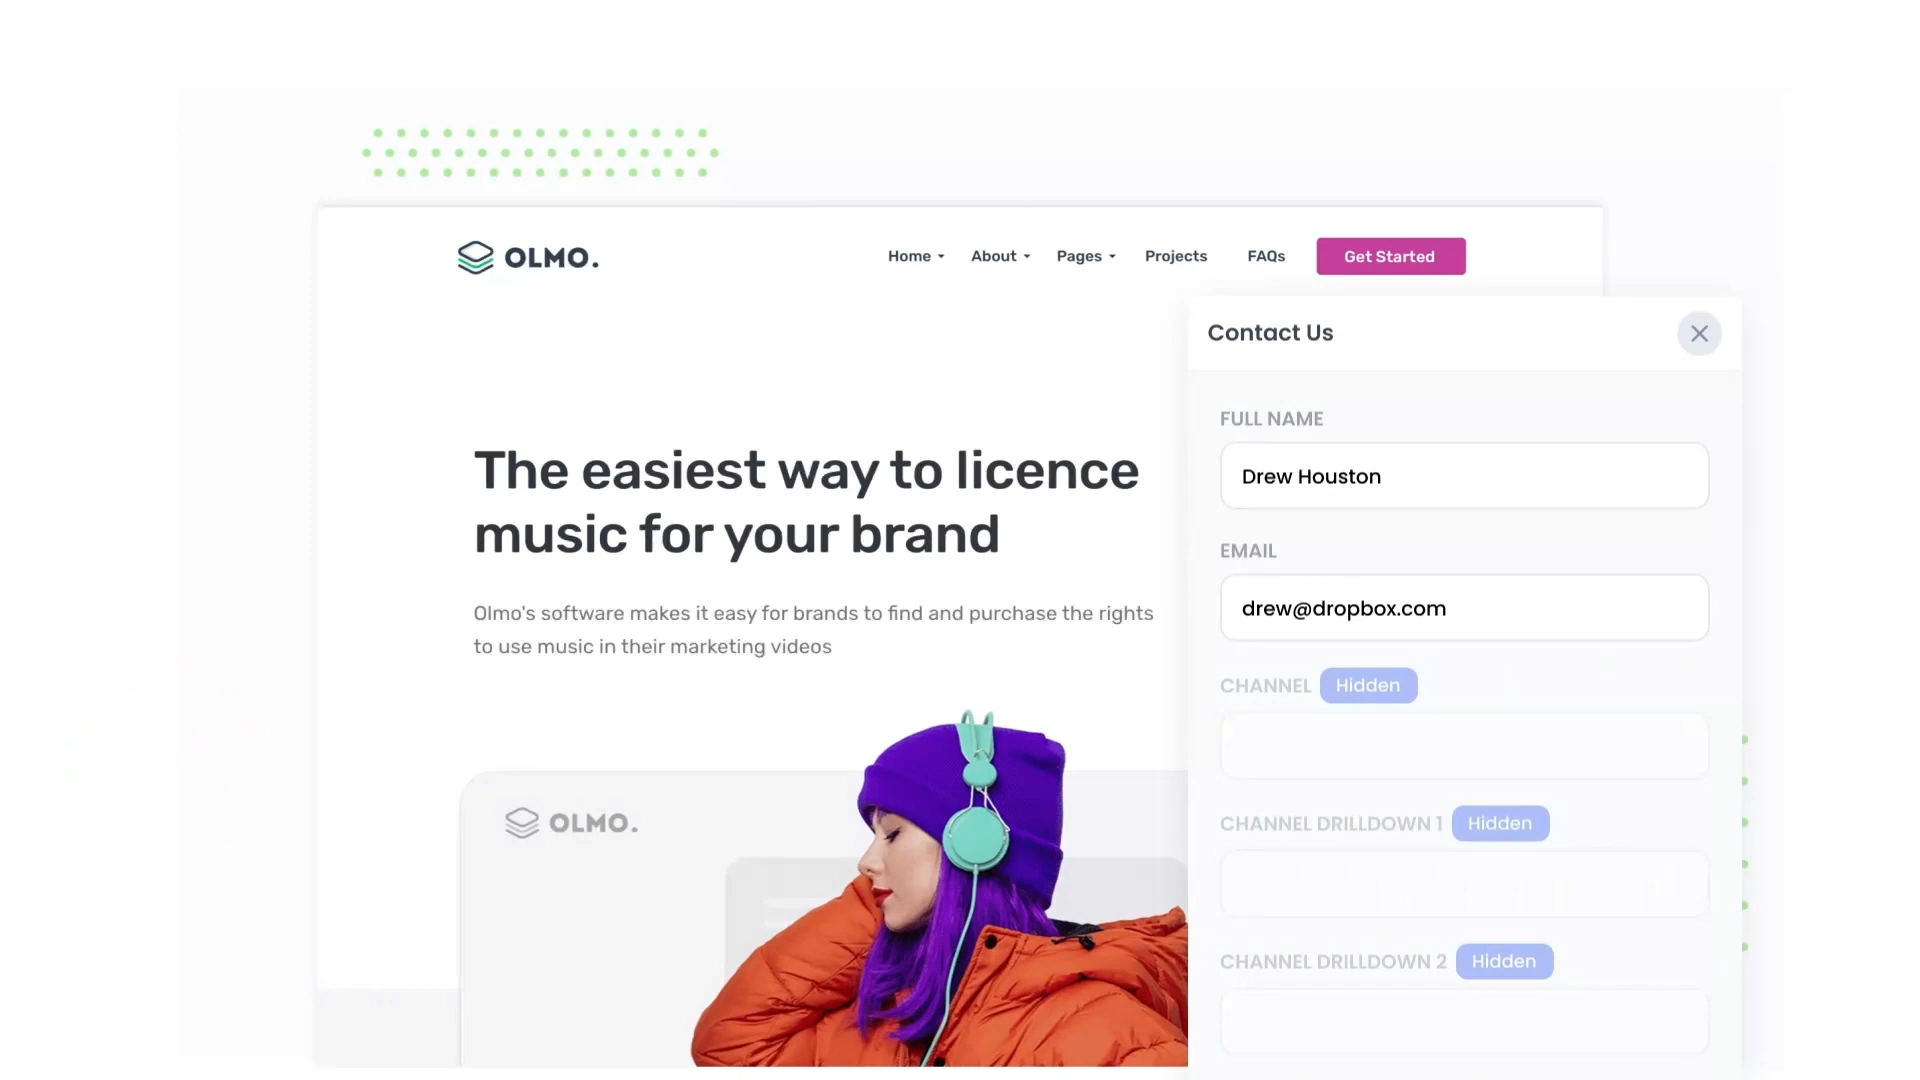 OLMO.
Home
About
Pages
Projects
FAQs
Get Started
The easiest way to licence
music for your brand
Olmo's software makes it easy for brands to find and purchase the rights
to use music in their marketing videos
OLMO.
Contact Us
FULL NAME
Drew Houston
EMAIL
drew@dropbox.com
CHANNEL Hidden
CHANNEL DRILLDOWN 1 Hidden
CHANNEL DRILLDOWN 2 Hidden